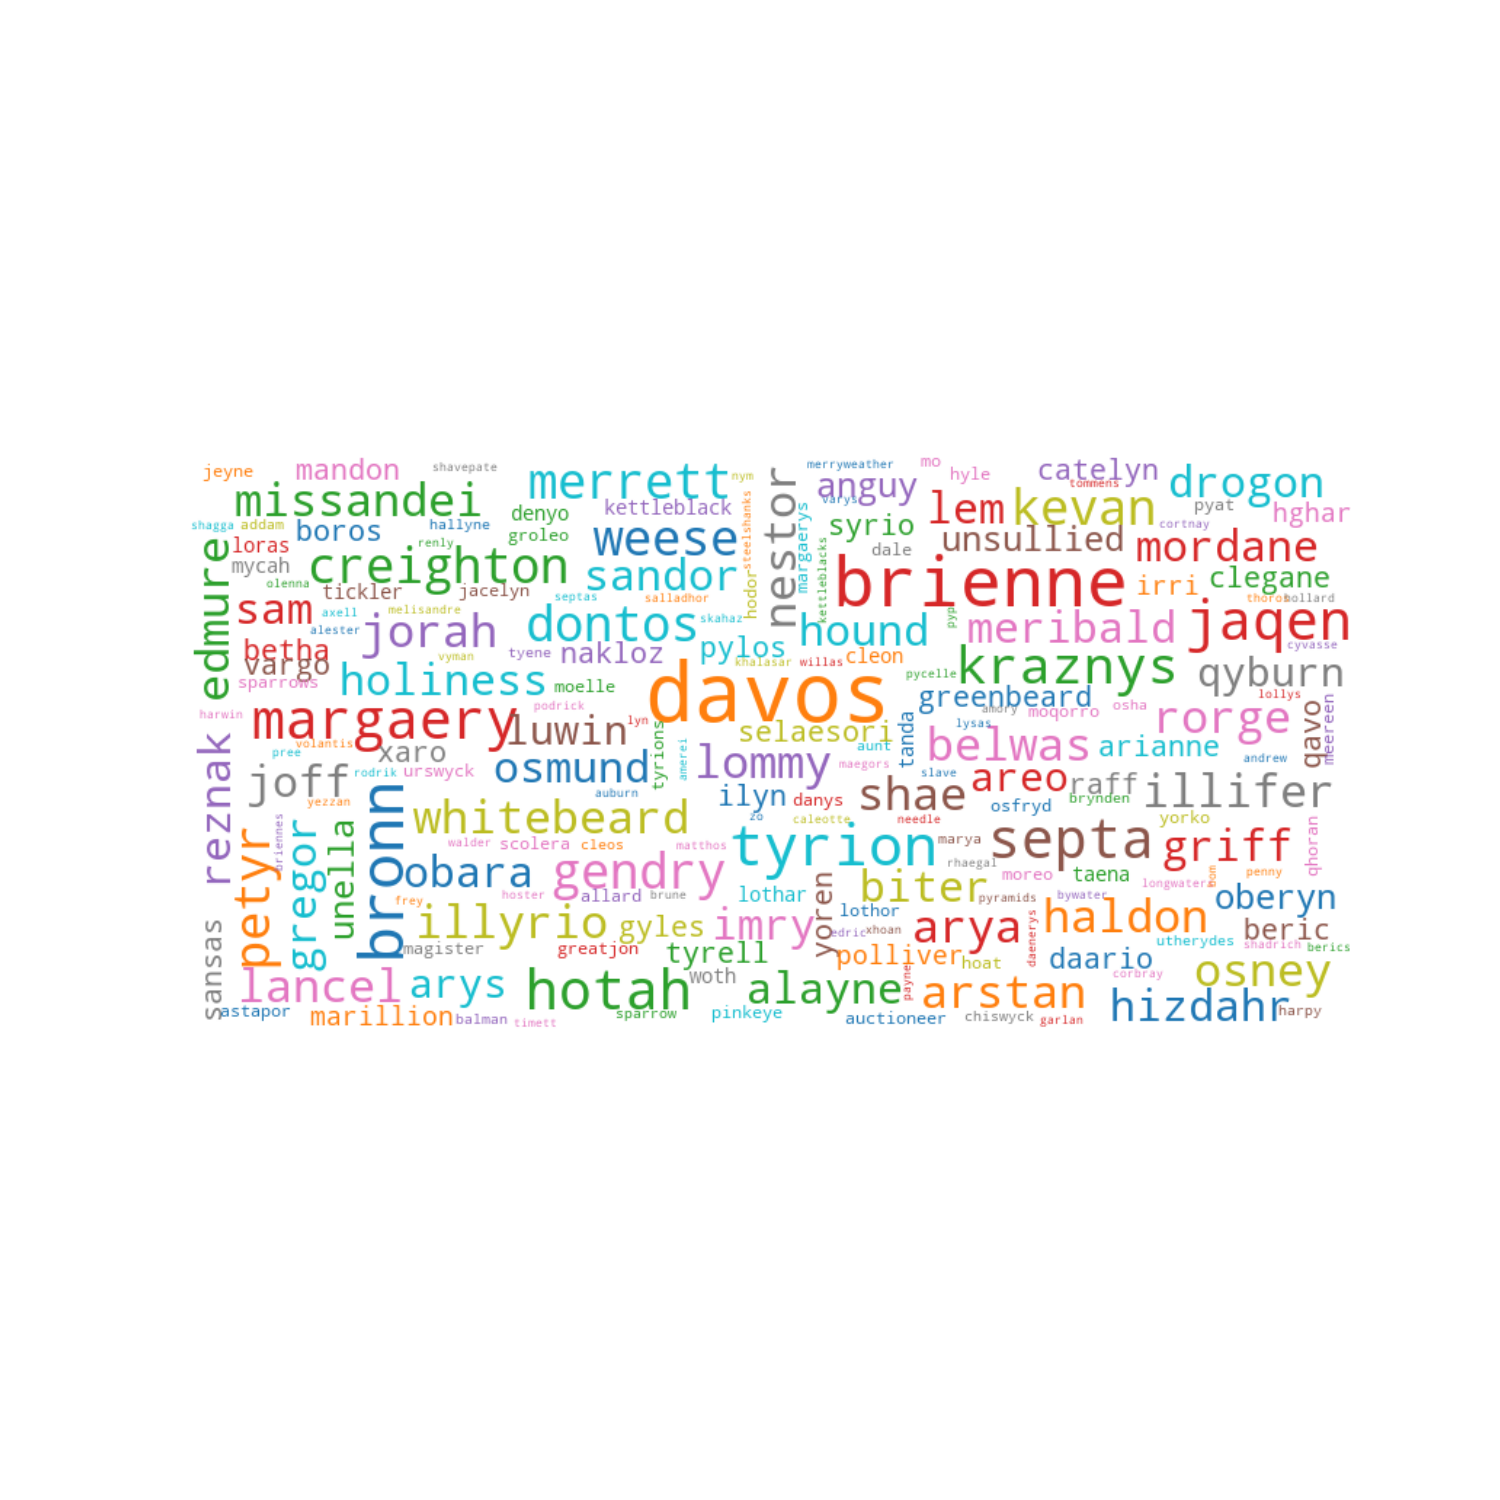 jeyne
mandon
shavepate
merrett
nym
nestor
merryweather
mo
hyle
catelyn
drogon
missandei
kettleblack
steelshanks
anguy
varys
tommens
kevan
pyat
hghar
shagga
addam
boros
hallyne
denyo
groleo
weese
margaerys
syrio
lem
cortnay
unsullied
mordane
edmure
loras
renly
mycah
creighton
sandor
hodor
kettleblacks
dale
brienne
irri
clegane
olenna
tickler
jacelyn
septas
salladhor
thoros
hollard
sam
axell
melisandre
alester
jorah
dontos
skahaz
hound
pyp
meribald
jaqen
betha
vargo
vyman
tyene
nakloz
pylos
khalasar
willas
cleon
pycelle
kraznys
cyvasse
qyburn
sparrows
holiness
moelle
davos
greenbeard
lollys
harwin
margaery
podrick
luwin
lyn
tyrions
selaesori
amory
moqorro
osha
rorge
qavo
meereen
reznak
pree
volantis
xaro
aunt
tanda
lysas
belwas
arianne
andrew
joff
rodrik
urswyck
osmund
amerei
lommy
maegors
slave
areo
raff
illifer
yezzan
bronn
auburn
ilyn
danys
shae
osfryd
brynden
petyr
briennes
gregor
unella
whitebeard
zo
caleotte
needle
yorko
walder
scolera
cleos
matthos
tyrion
marya
septa
griff
qhoran
obara
gendry
rhaegal
moreo
taena
longwaters
tom
penny
frey
hoster
allard
brune
lothar
yoren
biter
pyramids
bywater
oberyn
sansas
illyrio
gyles
imry
lothor
edric
xhoan
arya
daenerys
haldon
beric
magister
greatjon
tyrell
polliver
hoat
daario
utherydes
shadrich
berics
lancel
arys
hotah
woth
alayne
payne
arstan
corbray
osney
astapor
marillion
balman
timett
sparrow
pinkeye
auctioneer
chiswyck
garlan
hizdahr
harpy